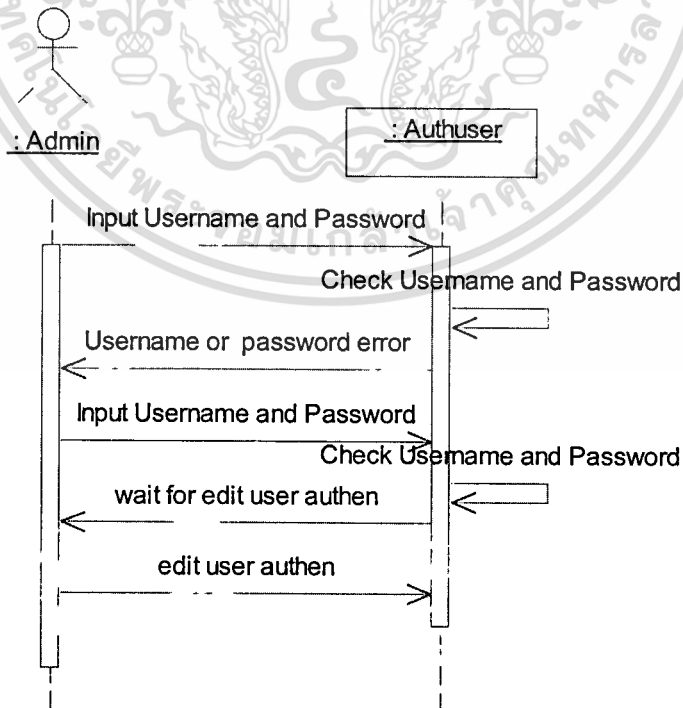 : Admin
: Authuser
Input Username and Password
Check Username and Password
Username or password error
Input Username and Password
Check Username and Password
wait for edit user authen
edit user authen